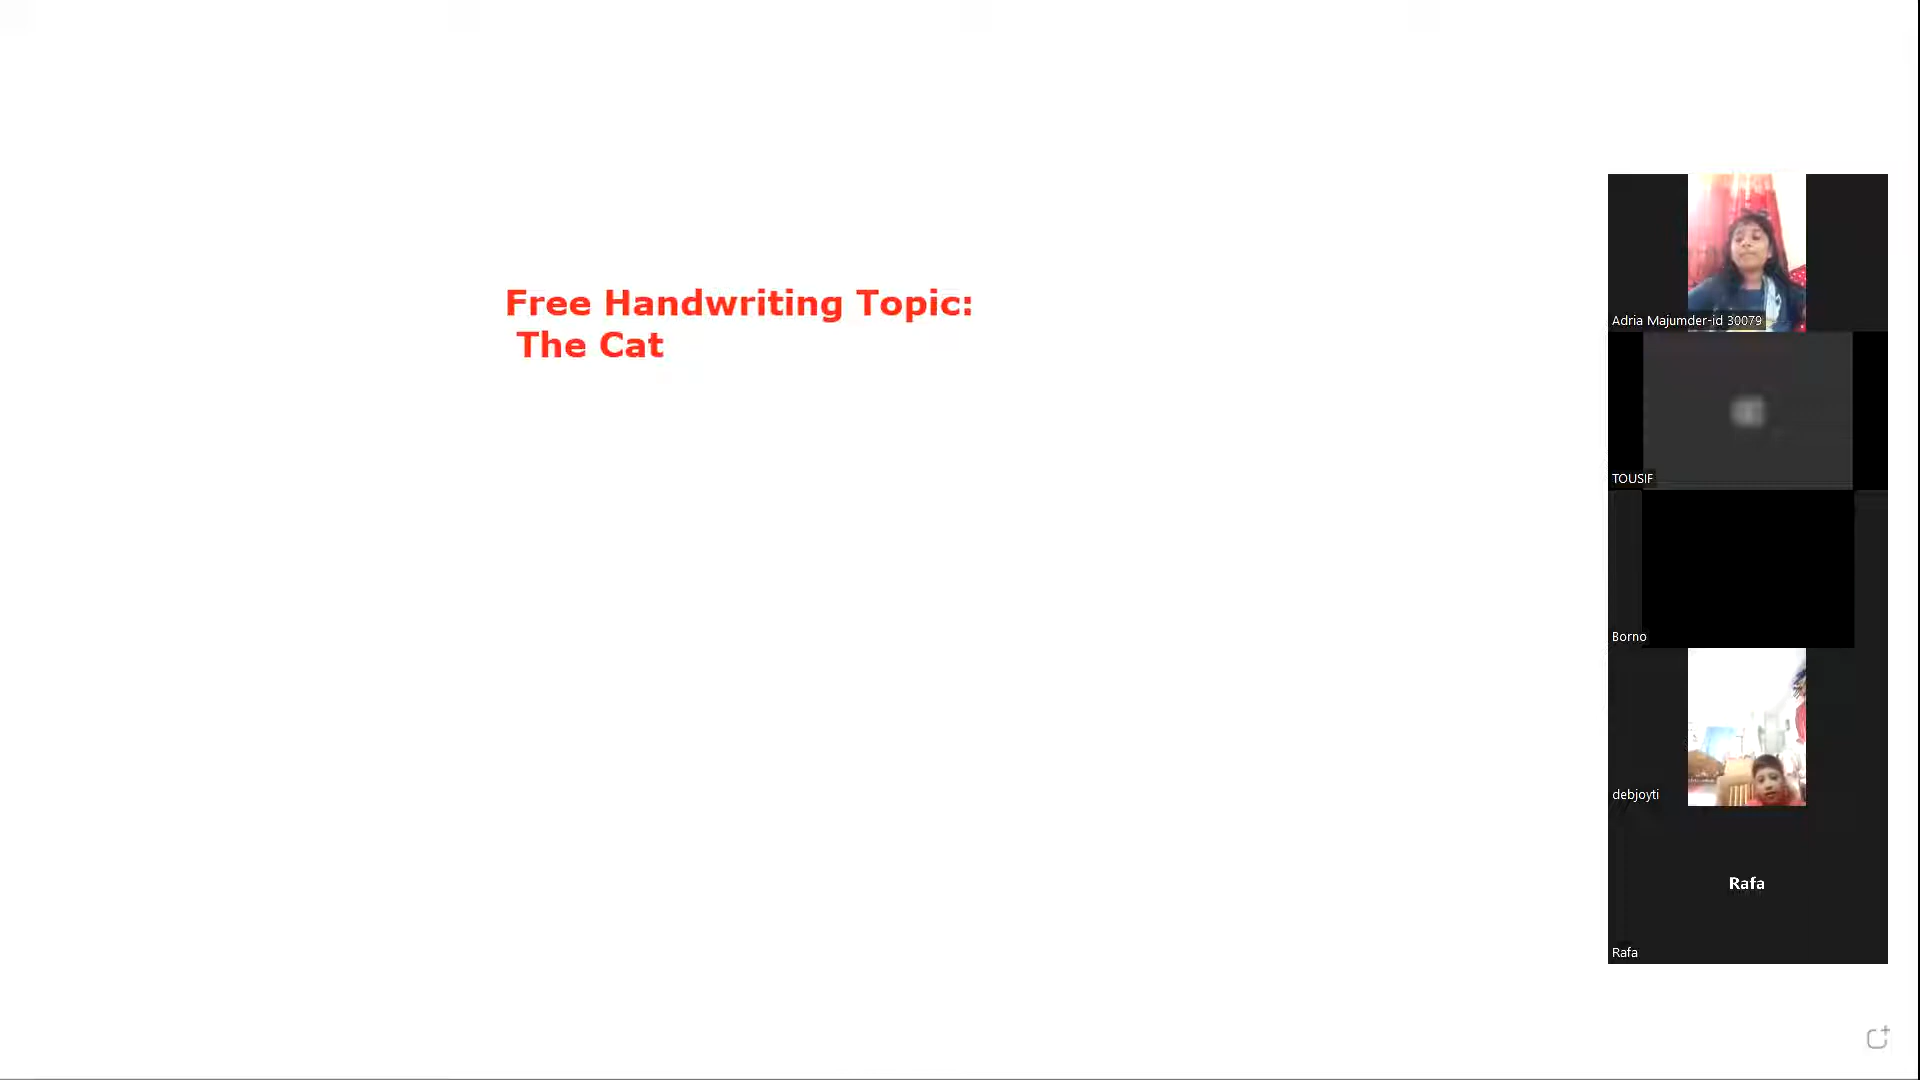 Free Handwriting Topic:
The Cat
Adria Majumder-id 30079
TOUSIF
Borno
debjoyti
Rafa
Rafa